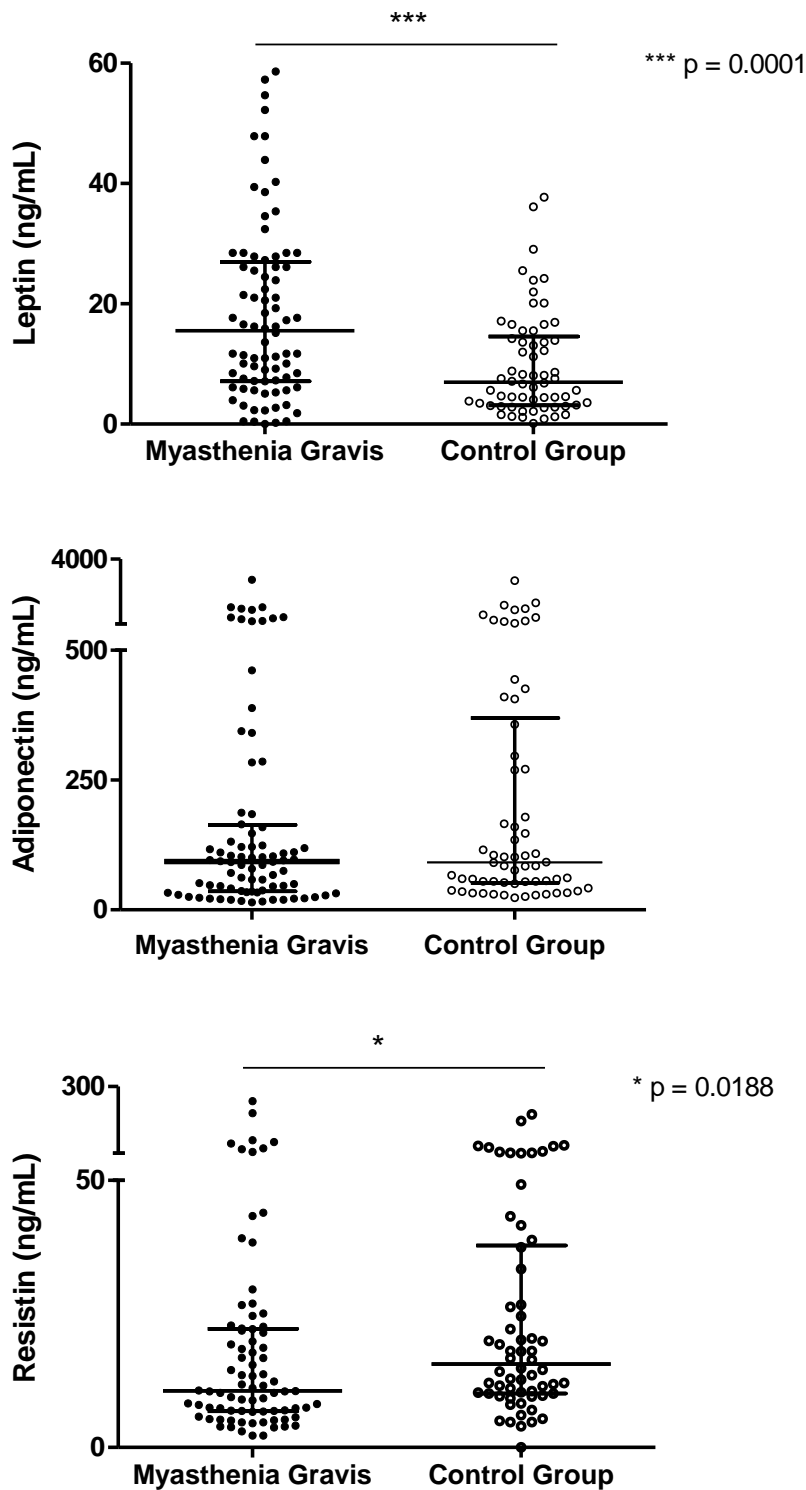 ***
*** p = 0.0001
60
40
20
0
Leptin (ng/mL)
Myasthenia Gravis
Control Group
4000
500
250
0
Adiponectin (ng/mL)
Myasthenia Gravis
Control Group
*
* p = 0.0188
300
50
0
Resistin (ng/mL)
Myasthenia Gravis
Control Group